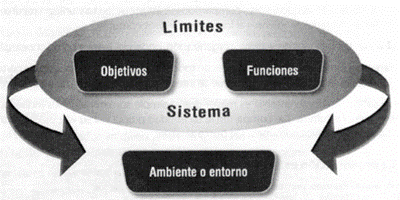 Límites
Objetivos
Funciones
Sistema
Ambiente o entorno